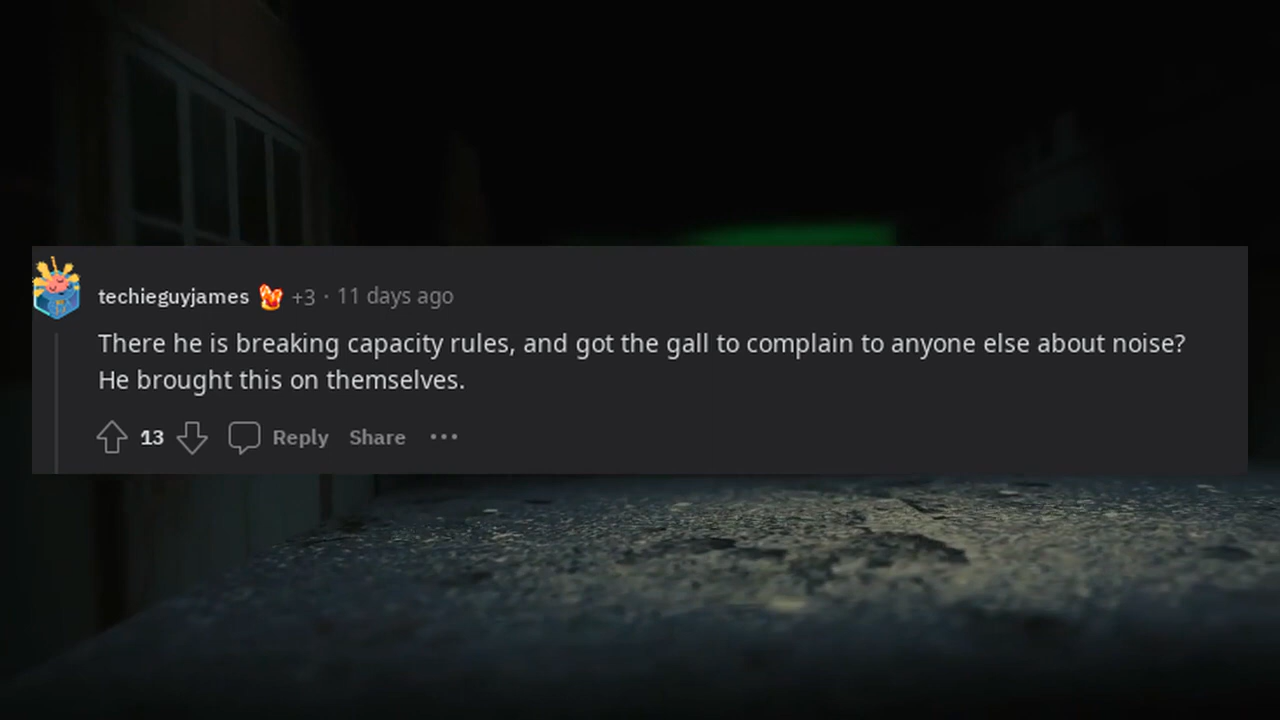 techieguyjames +3 · 11 days ago
There he is breaking capacity rules, and got the gall to complain to anyone else about noise?
He brought this on themselves.
13 Reply Share •••